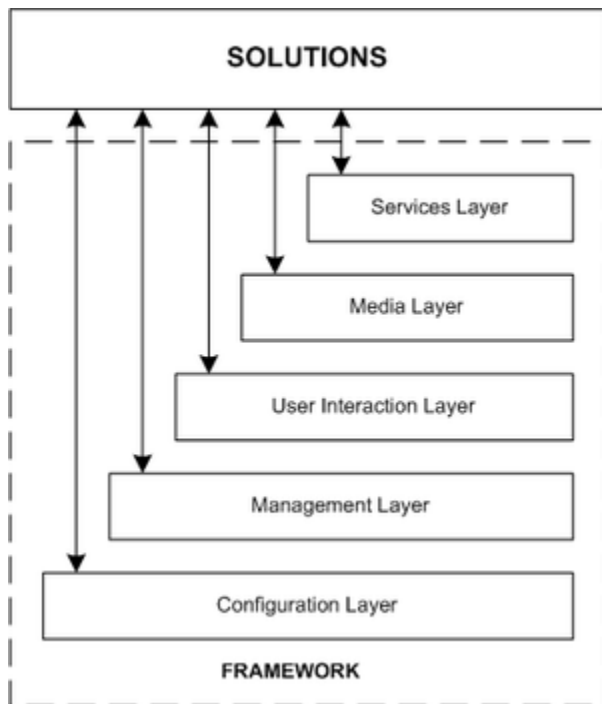 SOLUTIONS
Services Layer
Media Layer
User Interaction Layer
Management Layer
Configuration Layer
FRAMEWORK